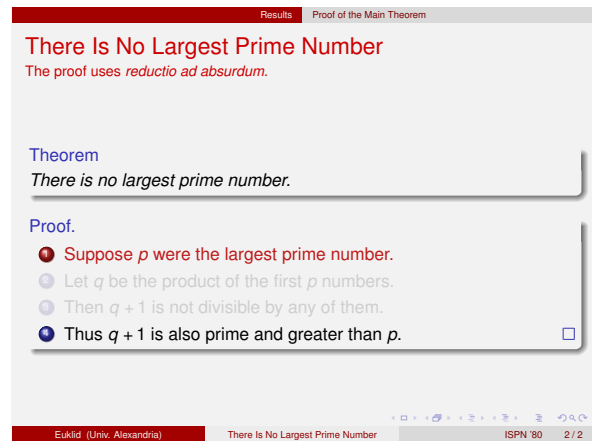 Results Proof of the Main Theorem
There Is No Largest Prime Number
The proof uses reductio ad absurdum.
Theorem
There is no largest prime number.
Proof.
1 Suppose p were the largest prime number.
2 Let q be the product of the first p numbers.
3 Then q + 1 is not divisible by any of them.
4 Thus q + 1 is also prime and greater than p.
Euklid (Univ. Alexandria) There Is No Largest Prime Number ISPN '80 2 / 2